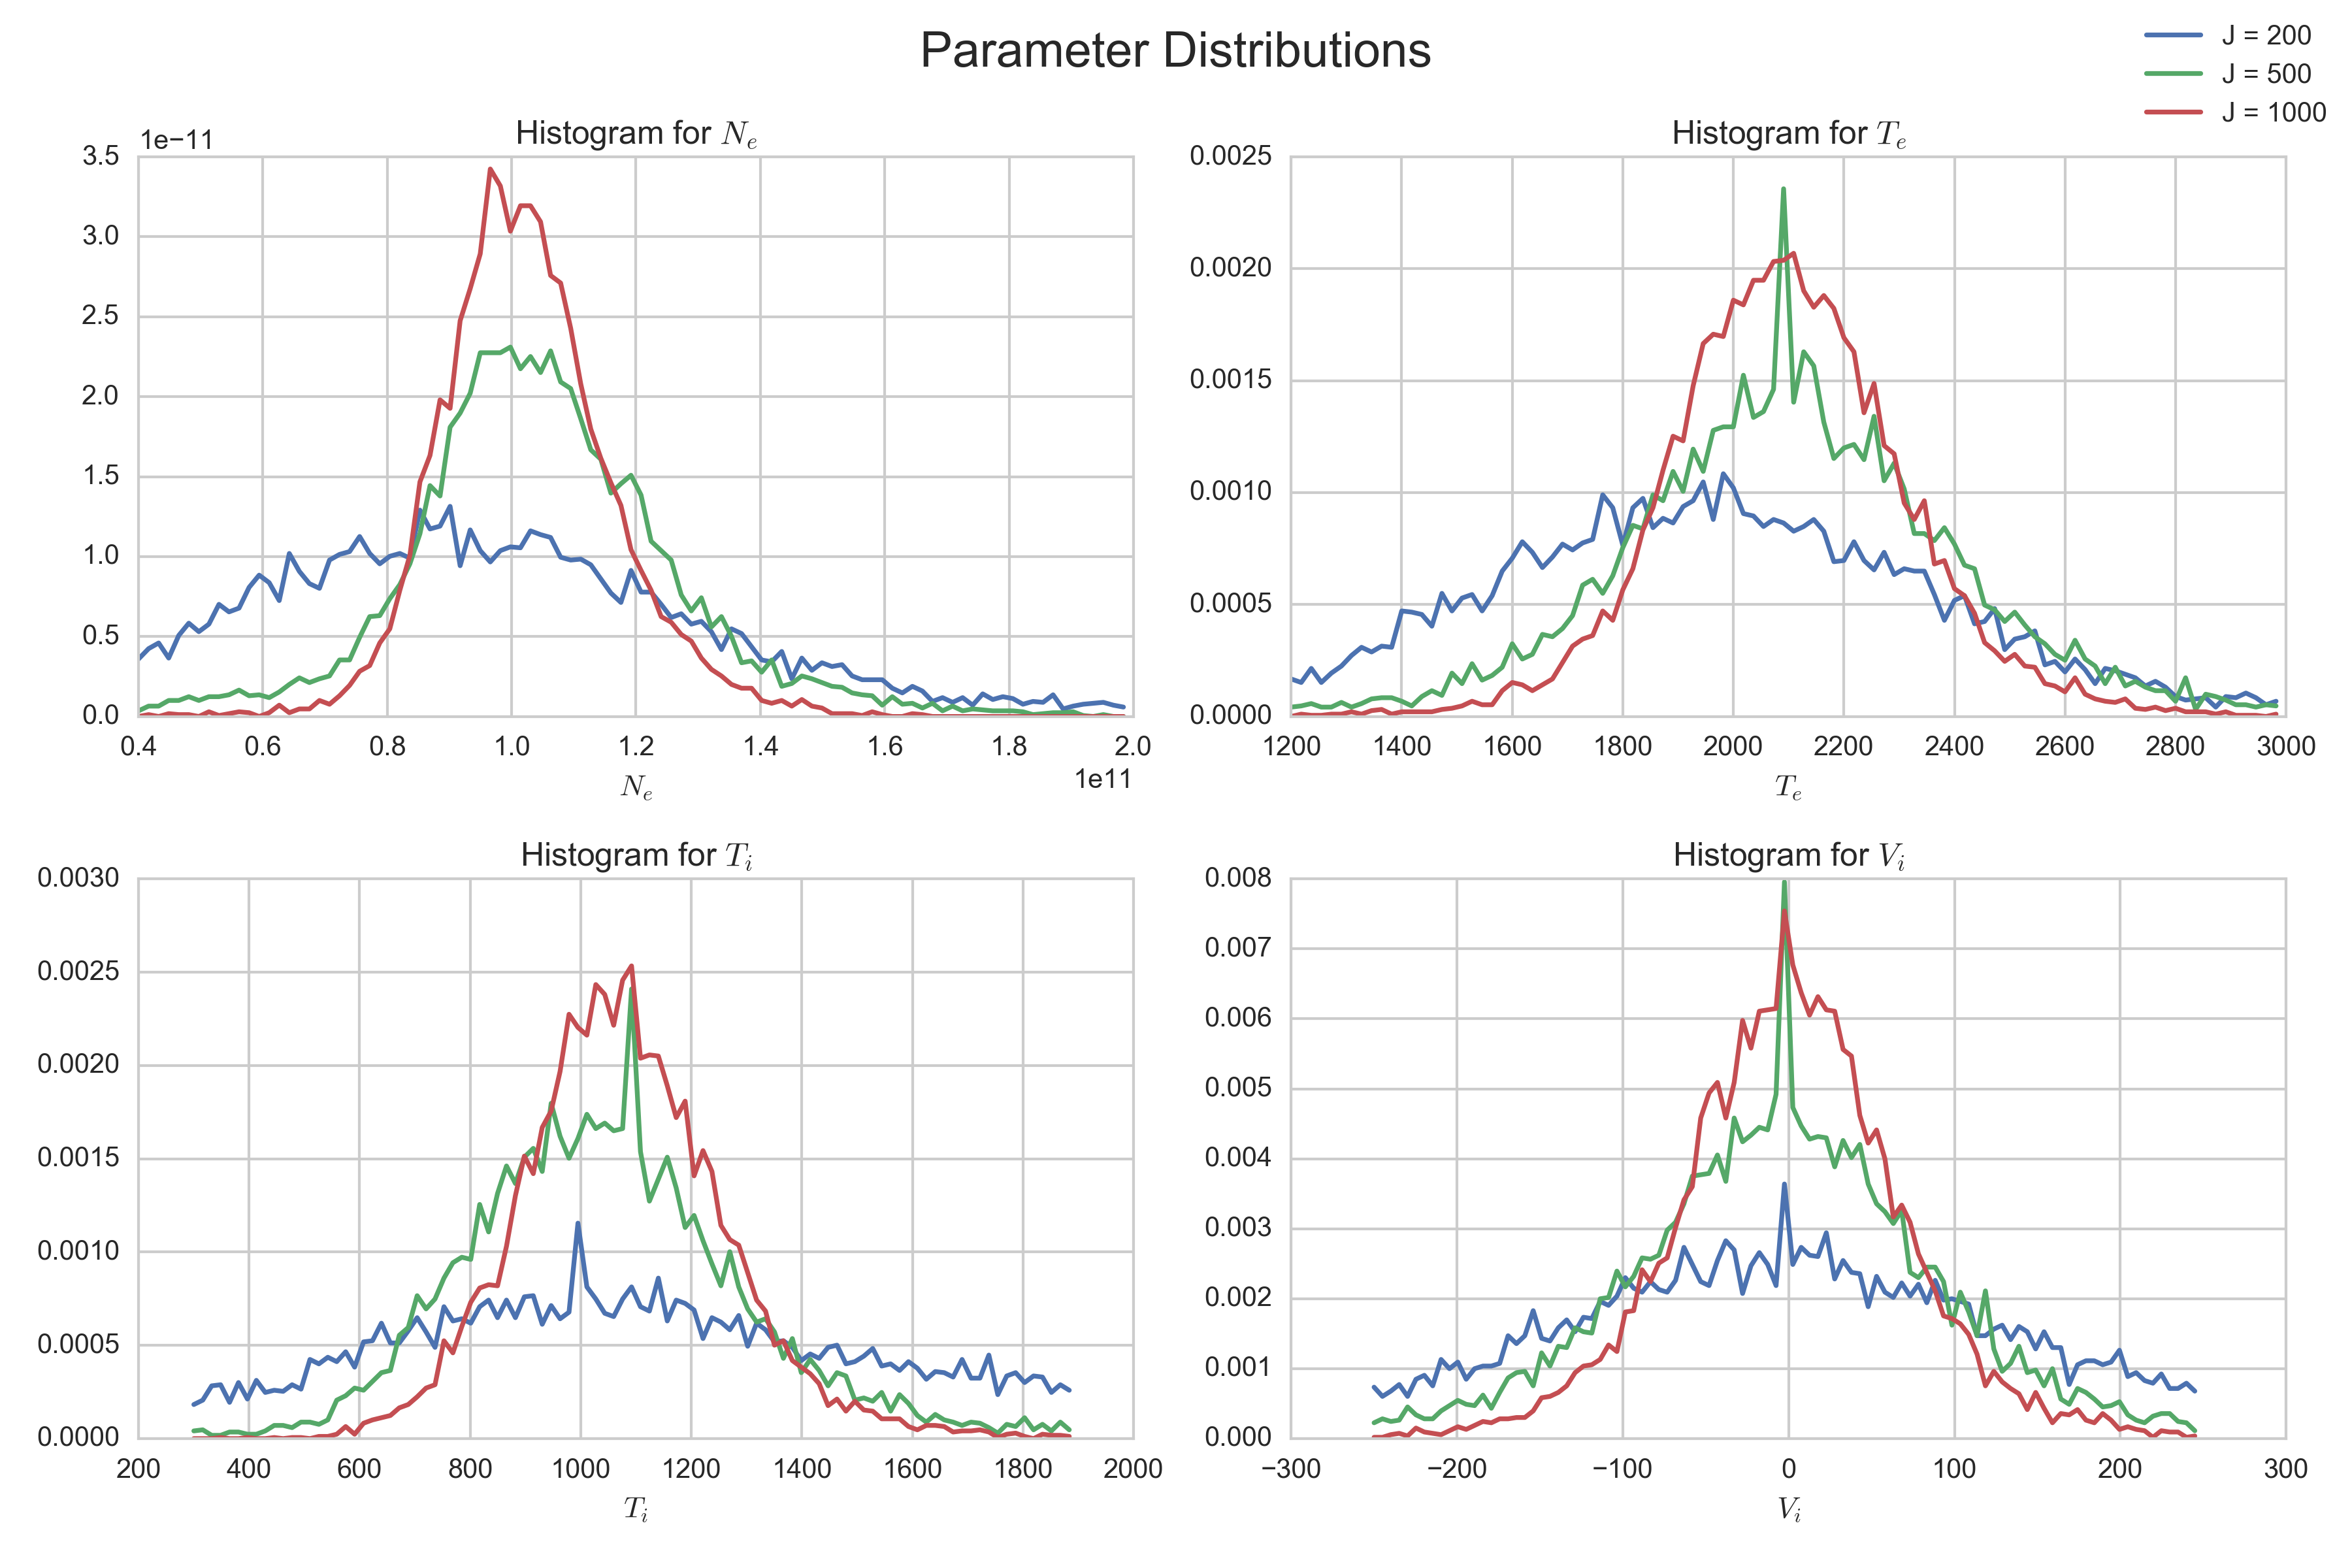 Parameter Distributions
J = 200
J = 500
J = 1000
Histogram for N_e
1e−11
3.5
3.0
2.5
2.0
1.5
1.0
0.5
0.0
0.4 0.6 0.8 1.0 1.2 1.4 1.6 1.8 2.0
1e11
N_e
Histogram for T_e
0.0025
0.0020
0.0015
0.0010
0.0005
0.0000
1200 1400 1600 1800 2000 2200 2400 2600 2800 3000
T_e
Histogram for T_i
0.0030
0.0025
0.0020
0.0015
0.0010
0.0005
0.0000
200 400 600 800 1000 1200 1400 1600 1800 2000
T_i
Histogram for V_i
0.008
0.007
0.006
0.005
0.004
0.003
0.002
0.001
0.000
−300 −200 −100 0 100 200 300
V_i